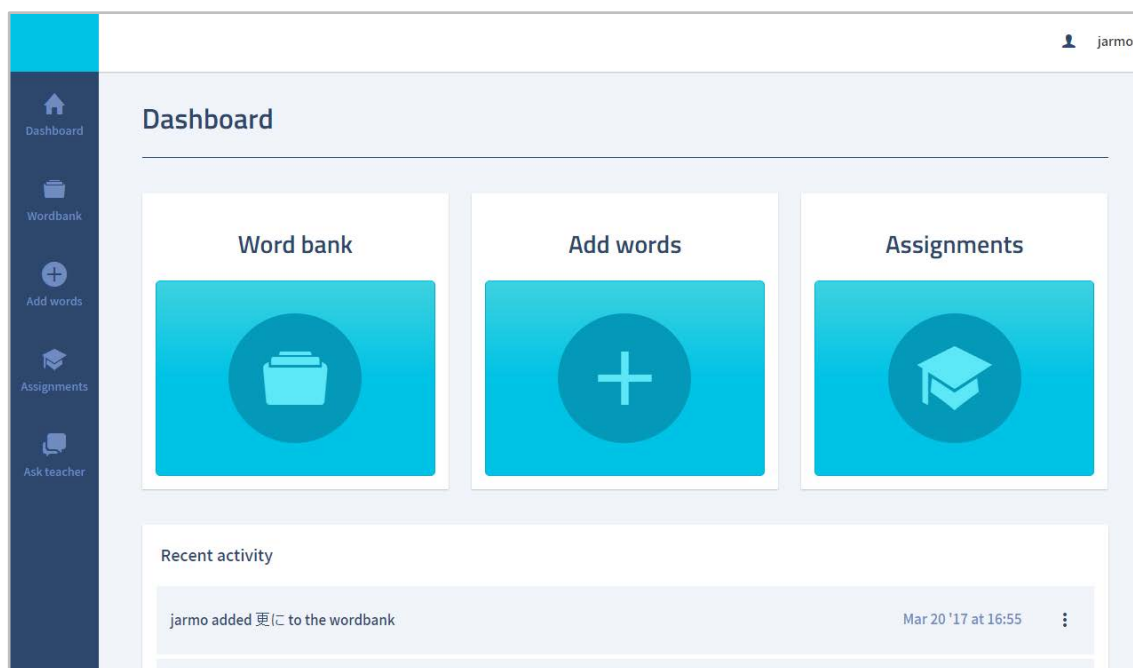 jarmo
Dashboard
Wordbank
Add words
Assignments
Ask teacher
Dashboard
Word bank
Add words
Assignments
Recent activity
jarmo added 更に to the wordbank
Mar 20 '17 at 16:55